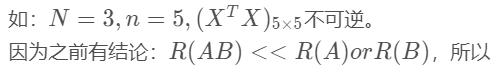 如：N = 3, n = 5, (X^T X)_{5×5}不可逆。
因为之前有结论：R(AB) << R(A)orR(B)，所以